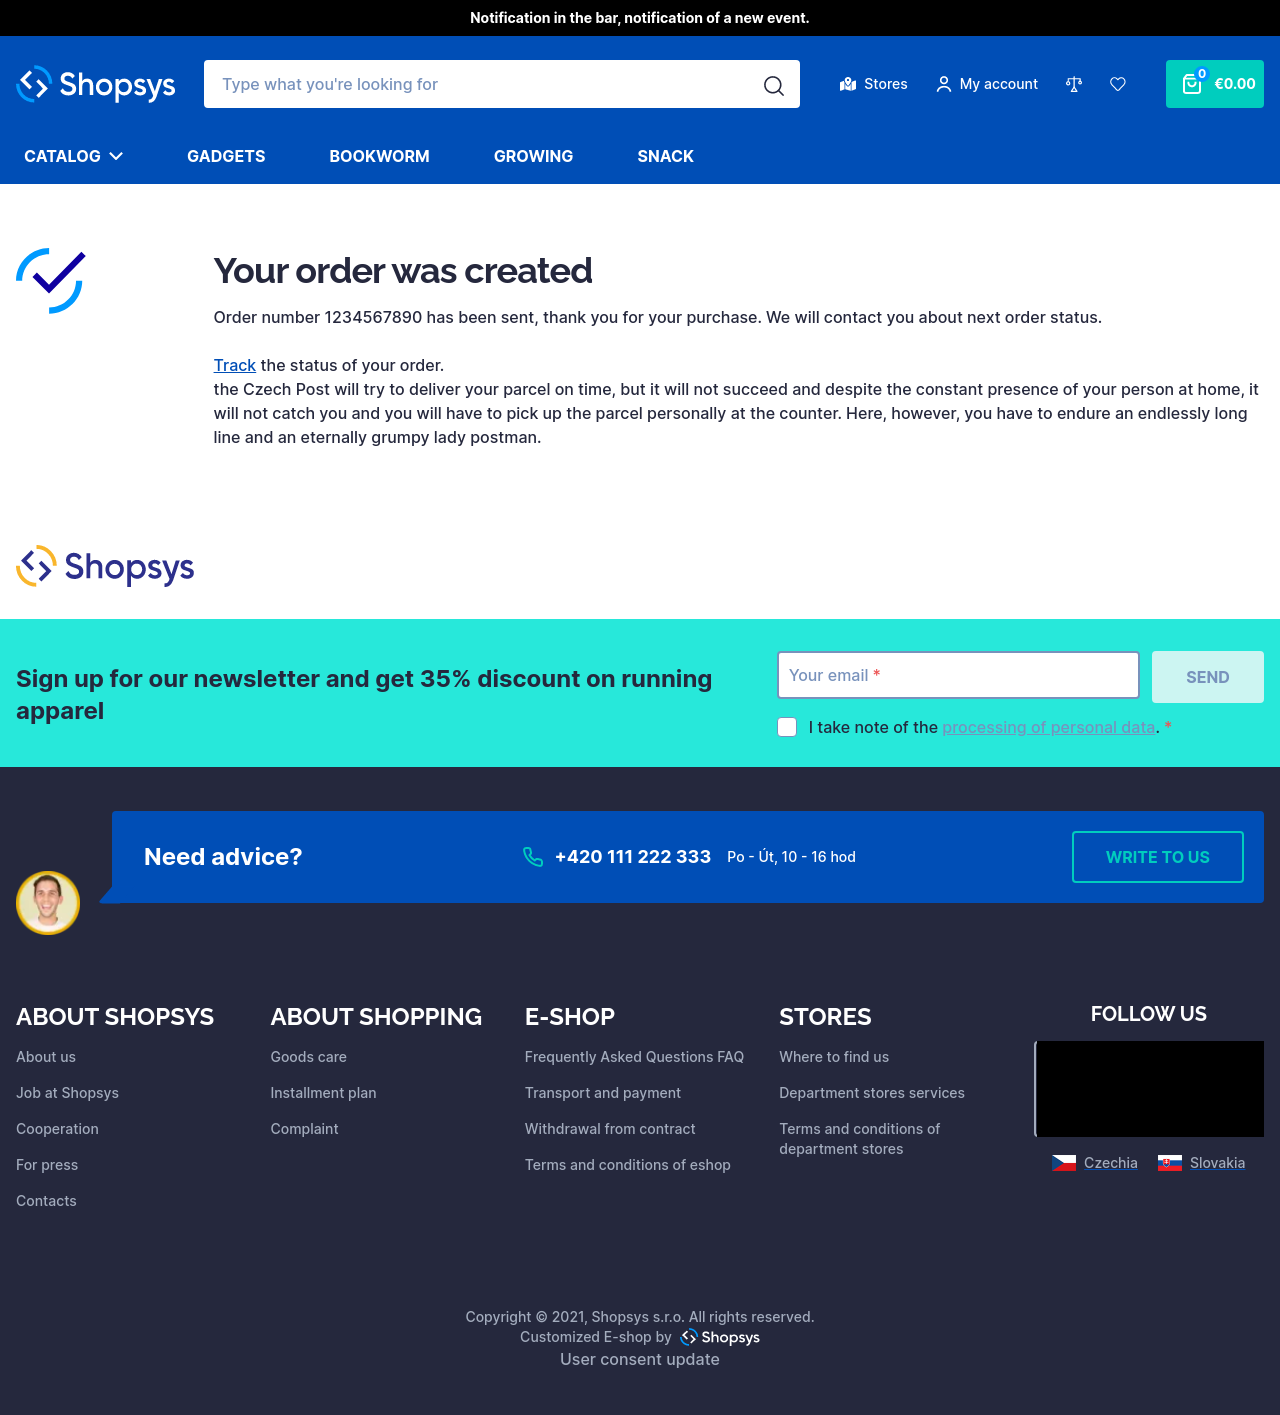 Notification in the bar, notification of a new event.
Shopsys
Type what you're looking for
Stores
My account
0
€0.00
CATALOG
GADGETS
BOOKWORM
GROWING
SNACK
Your order was created
Order number 1234567890 has been sent, thank you for your purchase. We will contact you about next order status.
Track the status of your order.
the Czech Post will try to deliver your parcel on time, but it will not succeed and despite the constant presence of your person at home, it
will not catch you and you will have to pick up the parcel personally at the counter. Here, however, you have to endure an endlessly long
line and an eternally grumpy lady postman.
Shopsys
Sign up for our newsletter and get 35% discount on running
apparel
Your email *
SEND
I take note of the processing of personal data. *
Need advice?
+420 111 222 333
Po - Út, 10 - 16 hod
WRITE TO US
ABOUT SHOPSYS
About us
Job at Shopsys
Cooperation
For press
Contacts
ABOUT SHOPPING
Goods care
Installment plan
Complaint
E-SHOP
Frequently Asked Questions FAQ
Transport and payment
Withdrawal from contract
Terms and conditions of eshop
STORES
Where to find us
Department stores services
Terms and conditions of
department stores
FOLLOW US
Czechia
Slovakia
Copyright © 2021, Shopsys s.r.o. All rights reserved.
Customized E-shop by Shopsys
User consent update